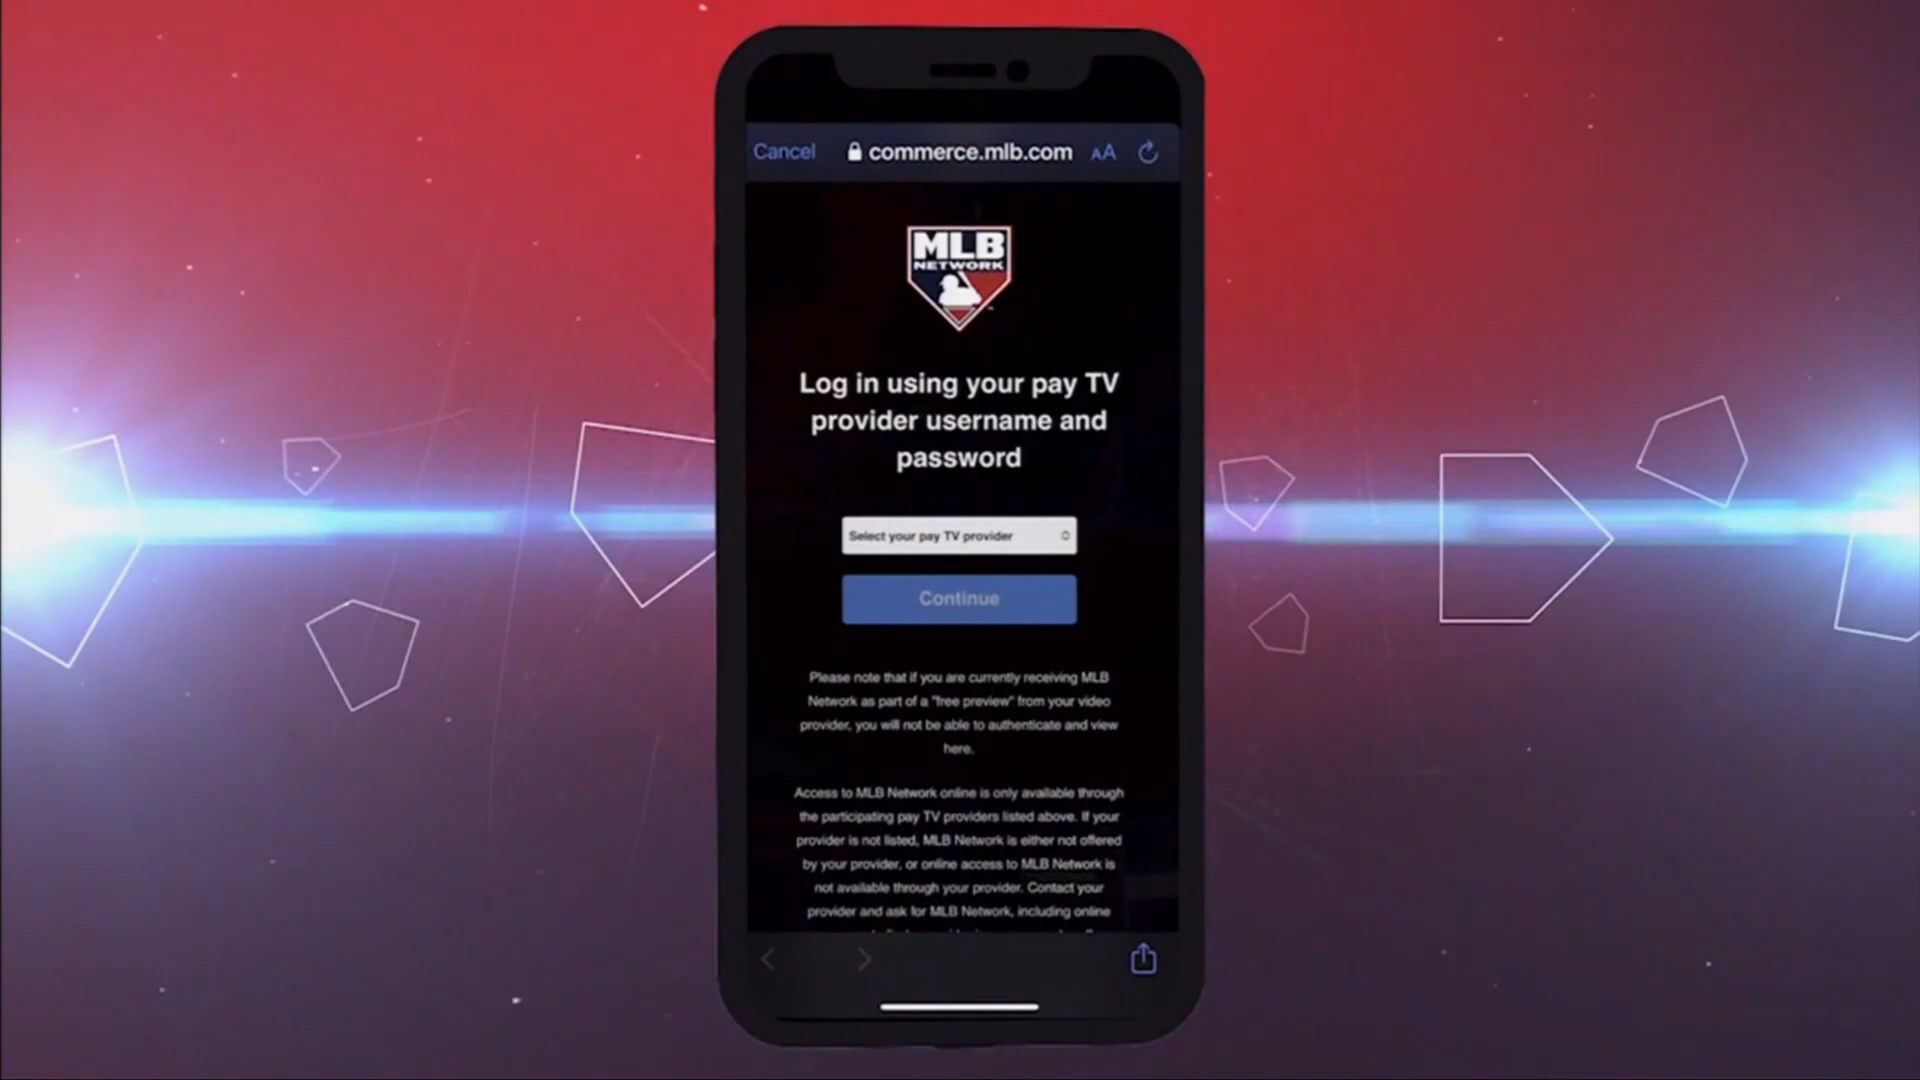 Cancel commerce.mlb.com AA
MLB
NETWORK
Log in using your pay TV
provider username and
password
Select your pay TV provider
Continue
Please note that if you are currently receiving MLB
Network as part of a "free preview" from your video
provider, you will not be able to authenticate and view
here.
Access to MLB Network online is only available through
the participating pay TV providers listed above. If your
provider is not listed, MLB Network is either not offered
by your provider, or online access to MLB Network is
not available through your provider. Contact your
provider and ask for MLB Network, including online